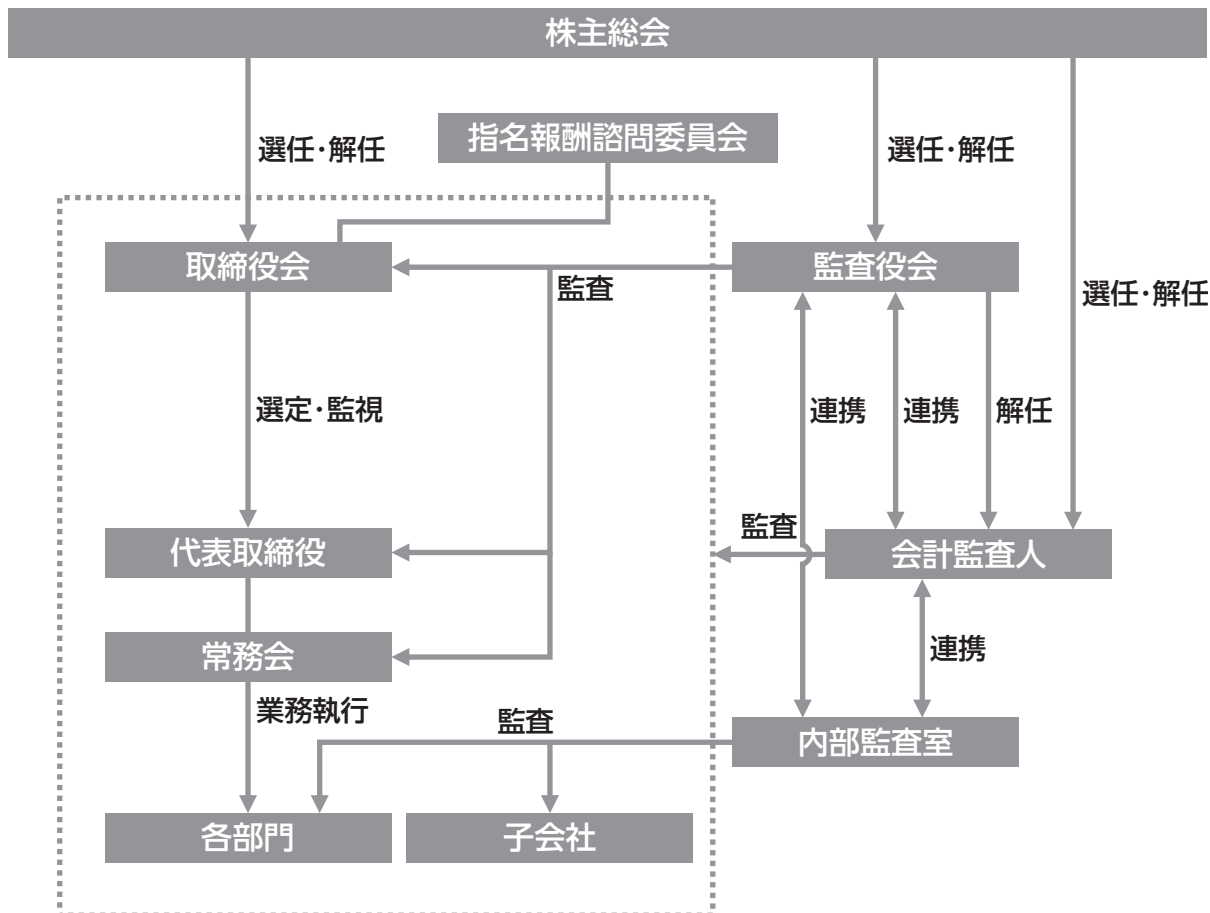 株主総会
選任・解任
指名報酬諮問委員会
選任・解任
取締役会
監査役会
監査
選任・解任
選定・監視
連携
連携
解任
監査
代表取締役
会計監査人
常務会
連携
業務執行
監査
内部監査室
各部門
子会社